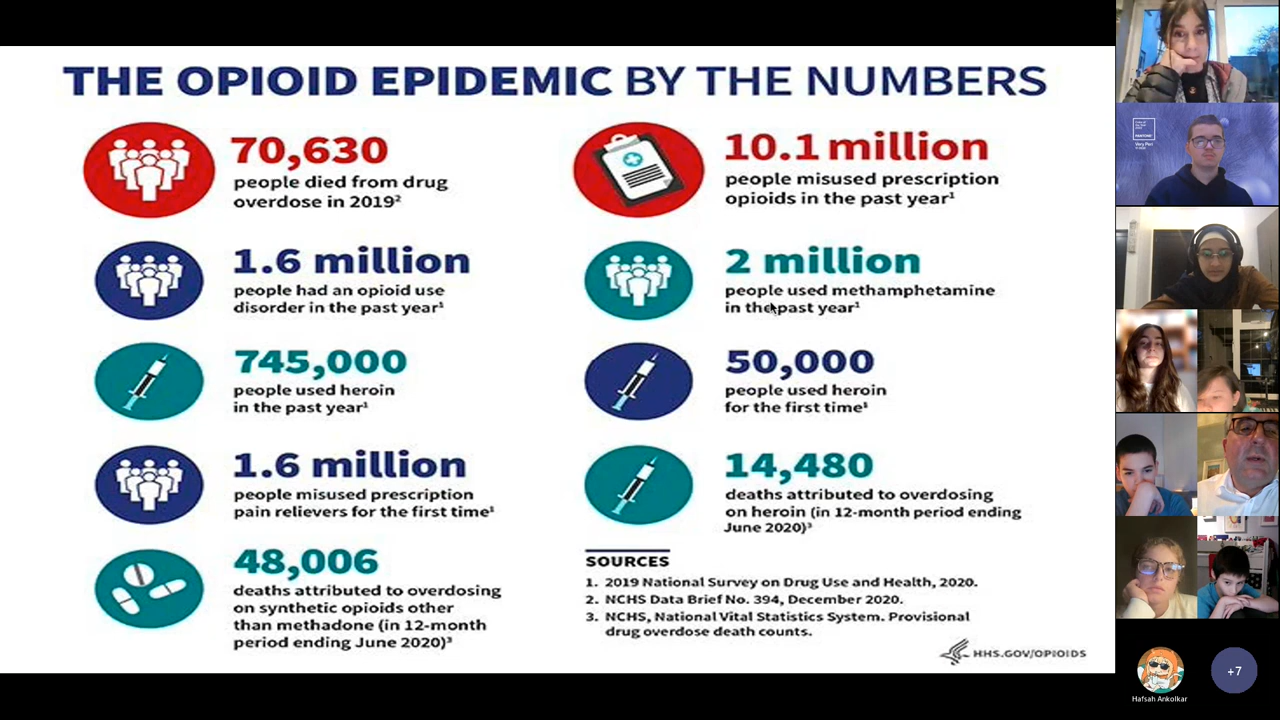 THE OPIOID EPIDEMIC BY THE NUMBERS
70,630
people died from drug
overdose in 2019²
10.1 million
people misused prescription
opioids in the past year¹
1.6 million
people had an opioid use
disorder in the past year¹
2 million
people used methamphetamine
in the past year¹
745,000
people used heroin
in the past year¹
50,000
people used heroin
for the first time¹
1.6 million
people misused prescription
pain relievers for the first time¹
14,480
deaths attributed to overdosing
on heroin (in 12-month period ending
June 2020)³
48,006
deaths attributed to overdosing
on synthetic opioids other
than methadone (in 12-month
period ending June 2020)³
SOURCES
1. 2019 National Survey on Drug Use and Health, 2020.
2. NCHS Data Brief No. 394, December 2020.
3. NCHS, National Vital Statistics System. Provisional
drug overdose death counts.
HHS.GOV/OPIOIDS
PANTONE
Very Peri
Hafsah Ankolkar
+7